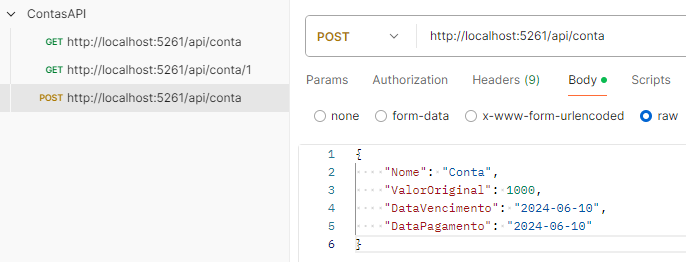 ContasAPI
GET http://localhost:5261/api/conta
GET http://localhost:5261/api/conta/1
POST http://localhost:5261/api/conta
POST http://localhost:5261/api/conta
Params Authorization Headers (9) Body Scripts
none form-data x-www-form-urlencoded raw
1 {
2 "Nome": "Conta",
3 "ValorOriginal": 1000,
4 "DataVencimento": "2024-06-10",
5 "DataPagamento": "2024-06-10"
6 }